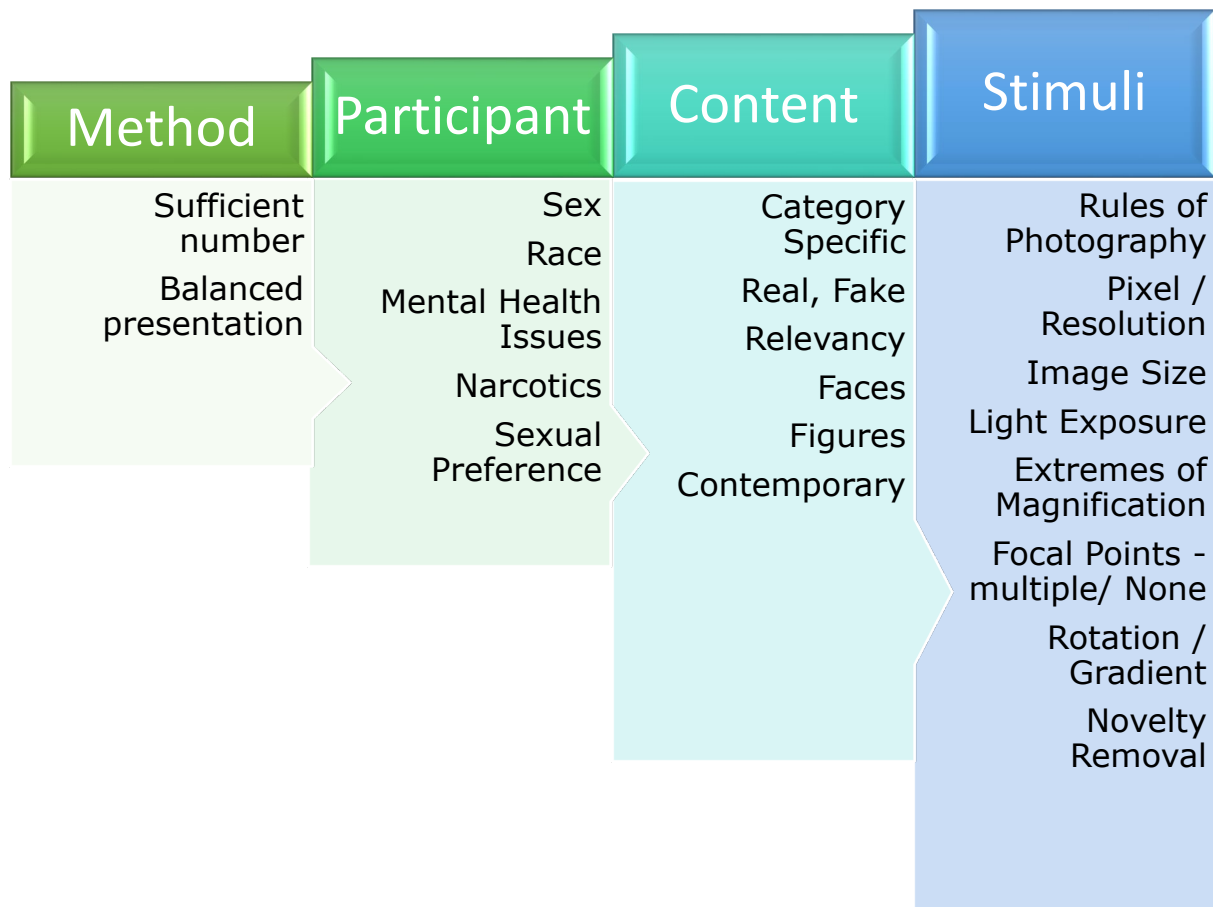 Method
Sufficient
number
Balanced
presentation
Participant
Sex
Race
Mental Health
Issues
Narcotics
Sexual
Preference
Content
Category
Specific
Real, Fake
Relevancy
Faces
Figures
Contemporary
Stimuli
Rules of
Photography
Pixel /
Resolution
Image Size
Light Exposure
Extremes of
Magnification
Focal Points -
multiple/ None
Rotation /
Gradient
Novelty
Removal